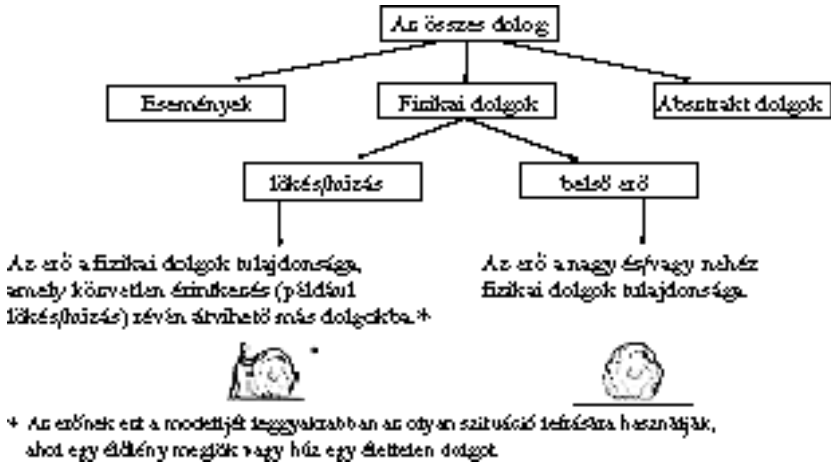 Az összes dolog
Események
Fizikai dolgok
Absztrakt dolgok
lökés/húzás
belső erő
Az erő a fizikai dolgok tulajdonsága,
amely közvetlen érintkezés (például
lökés/húzás) révén átvihető más dolgokba.*
Az erő a nagy és/vagy nehéz
fizikai dolgok tulajdonsága
* Az erőnek ezt a modelljét leggyakrabban az olyan szituáció leírására használják,
ahol egy élőlény meglök vagy húz egy élettelen dolgot.